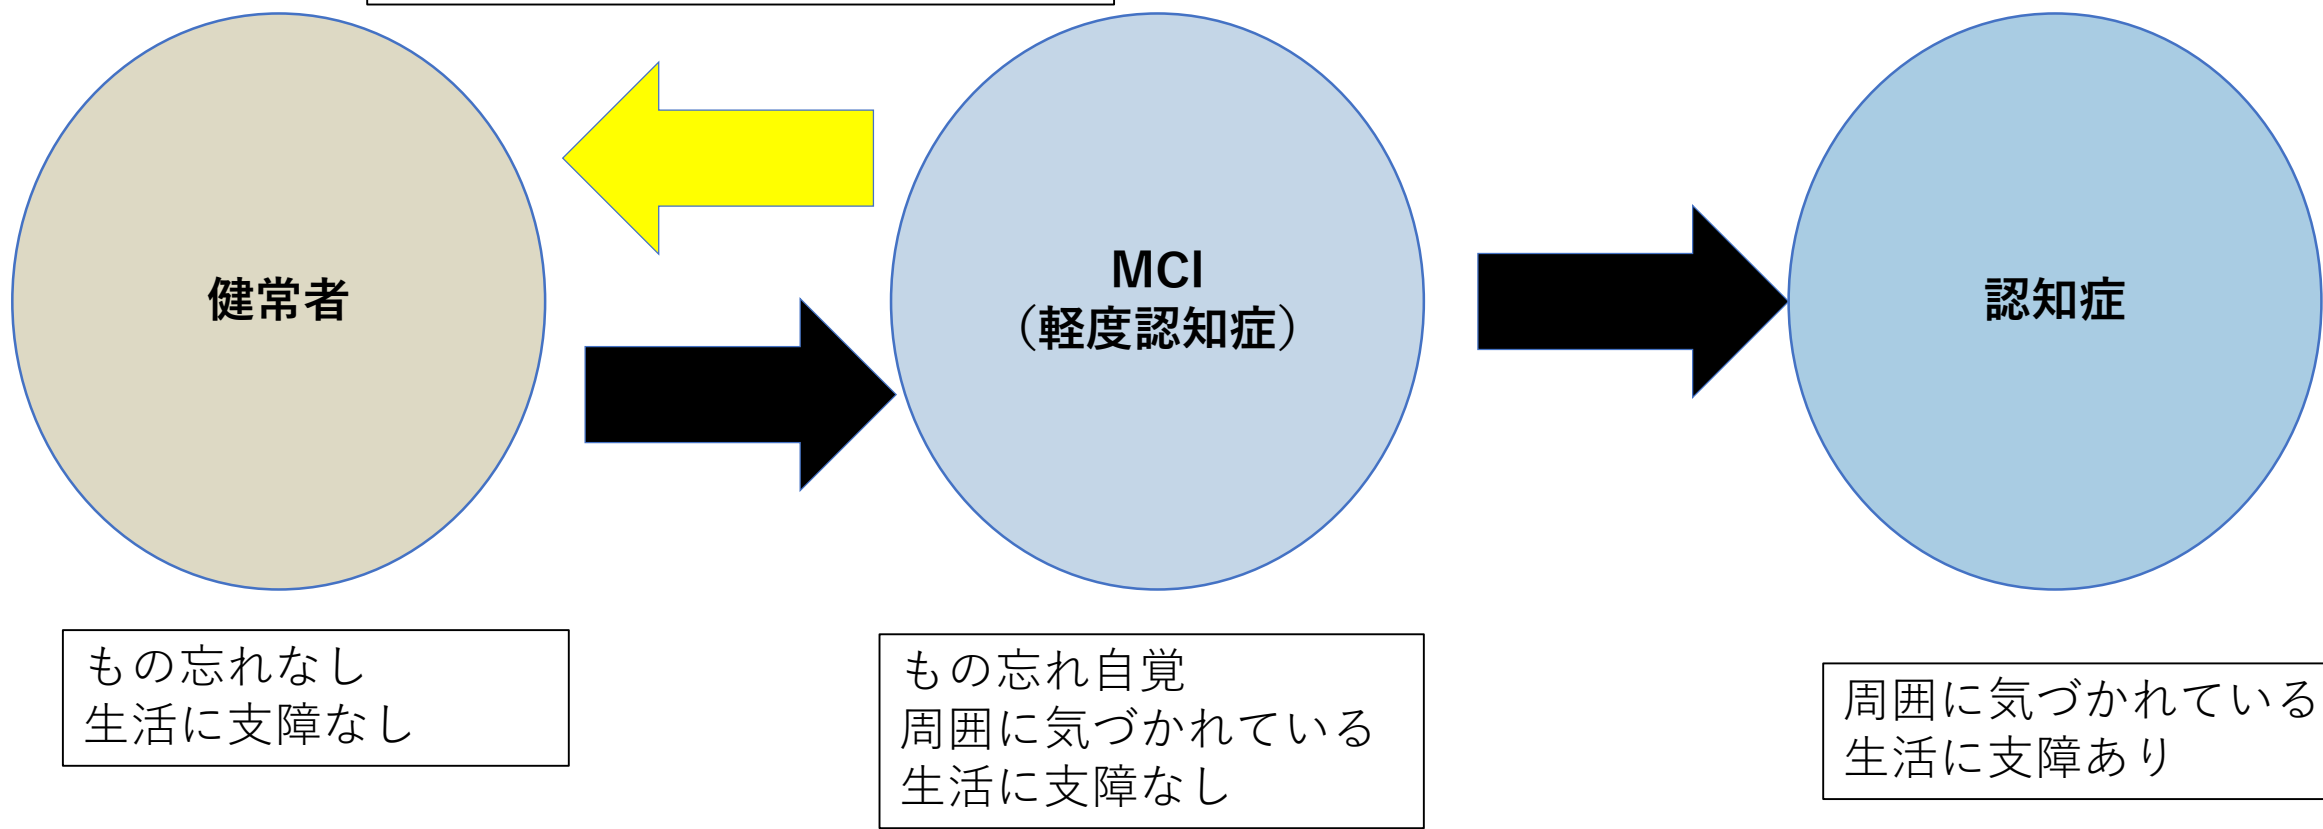 健常者
MCI
（軽度認知症）
認知症
もの忘れなし
生活に支障なし
もの忘れ自覚
周囲に気づかれている
生活に支障なし
周囲に気づかれている
生活に支障あり